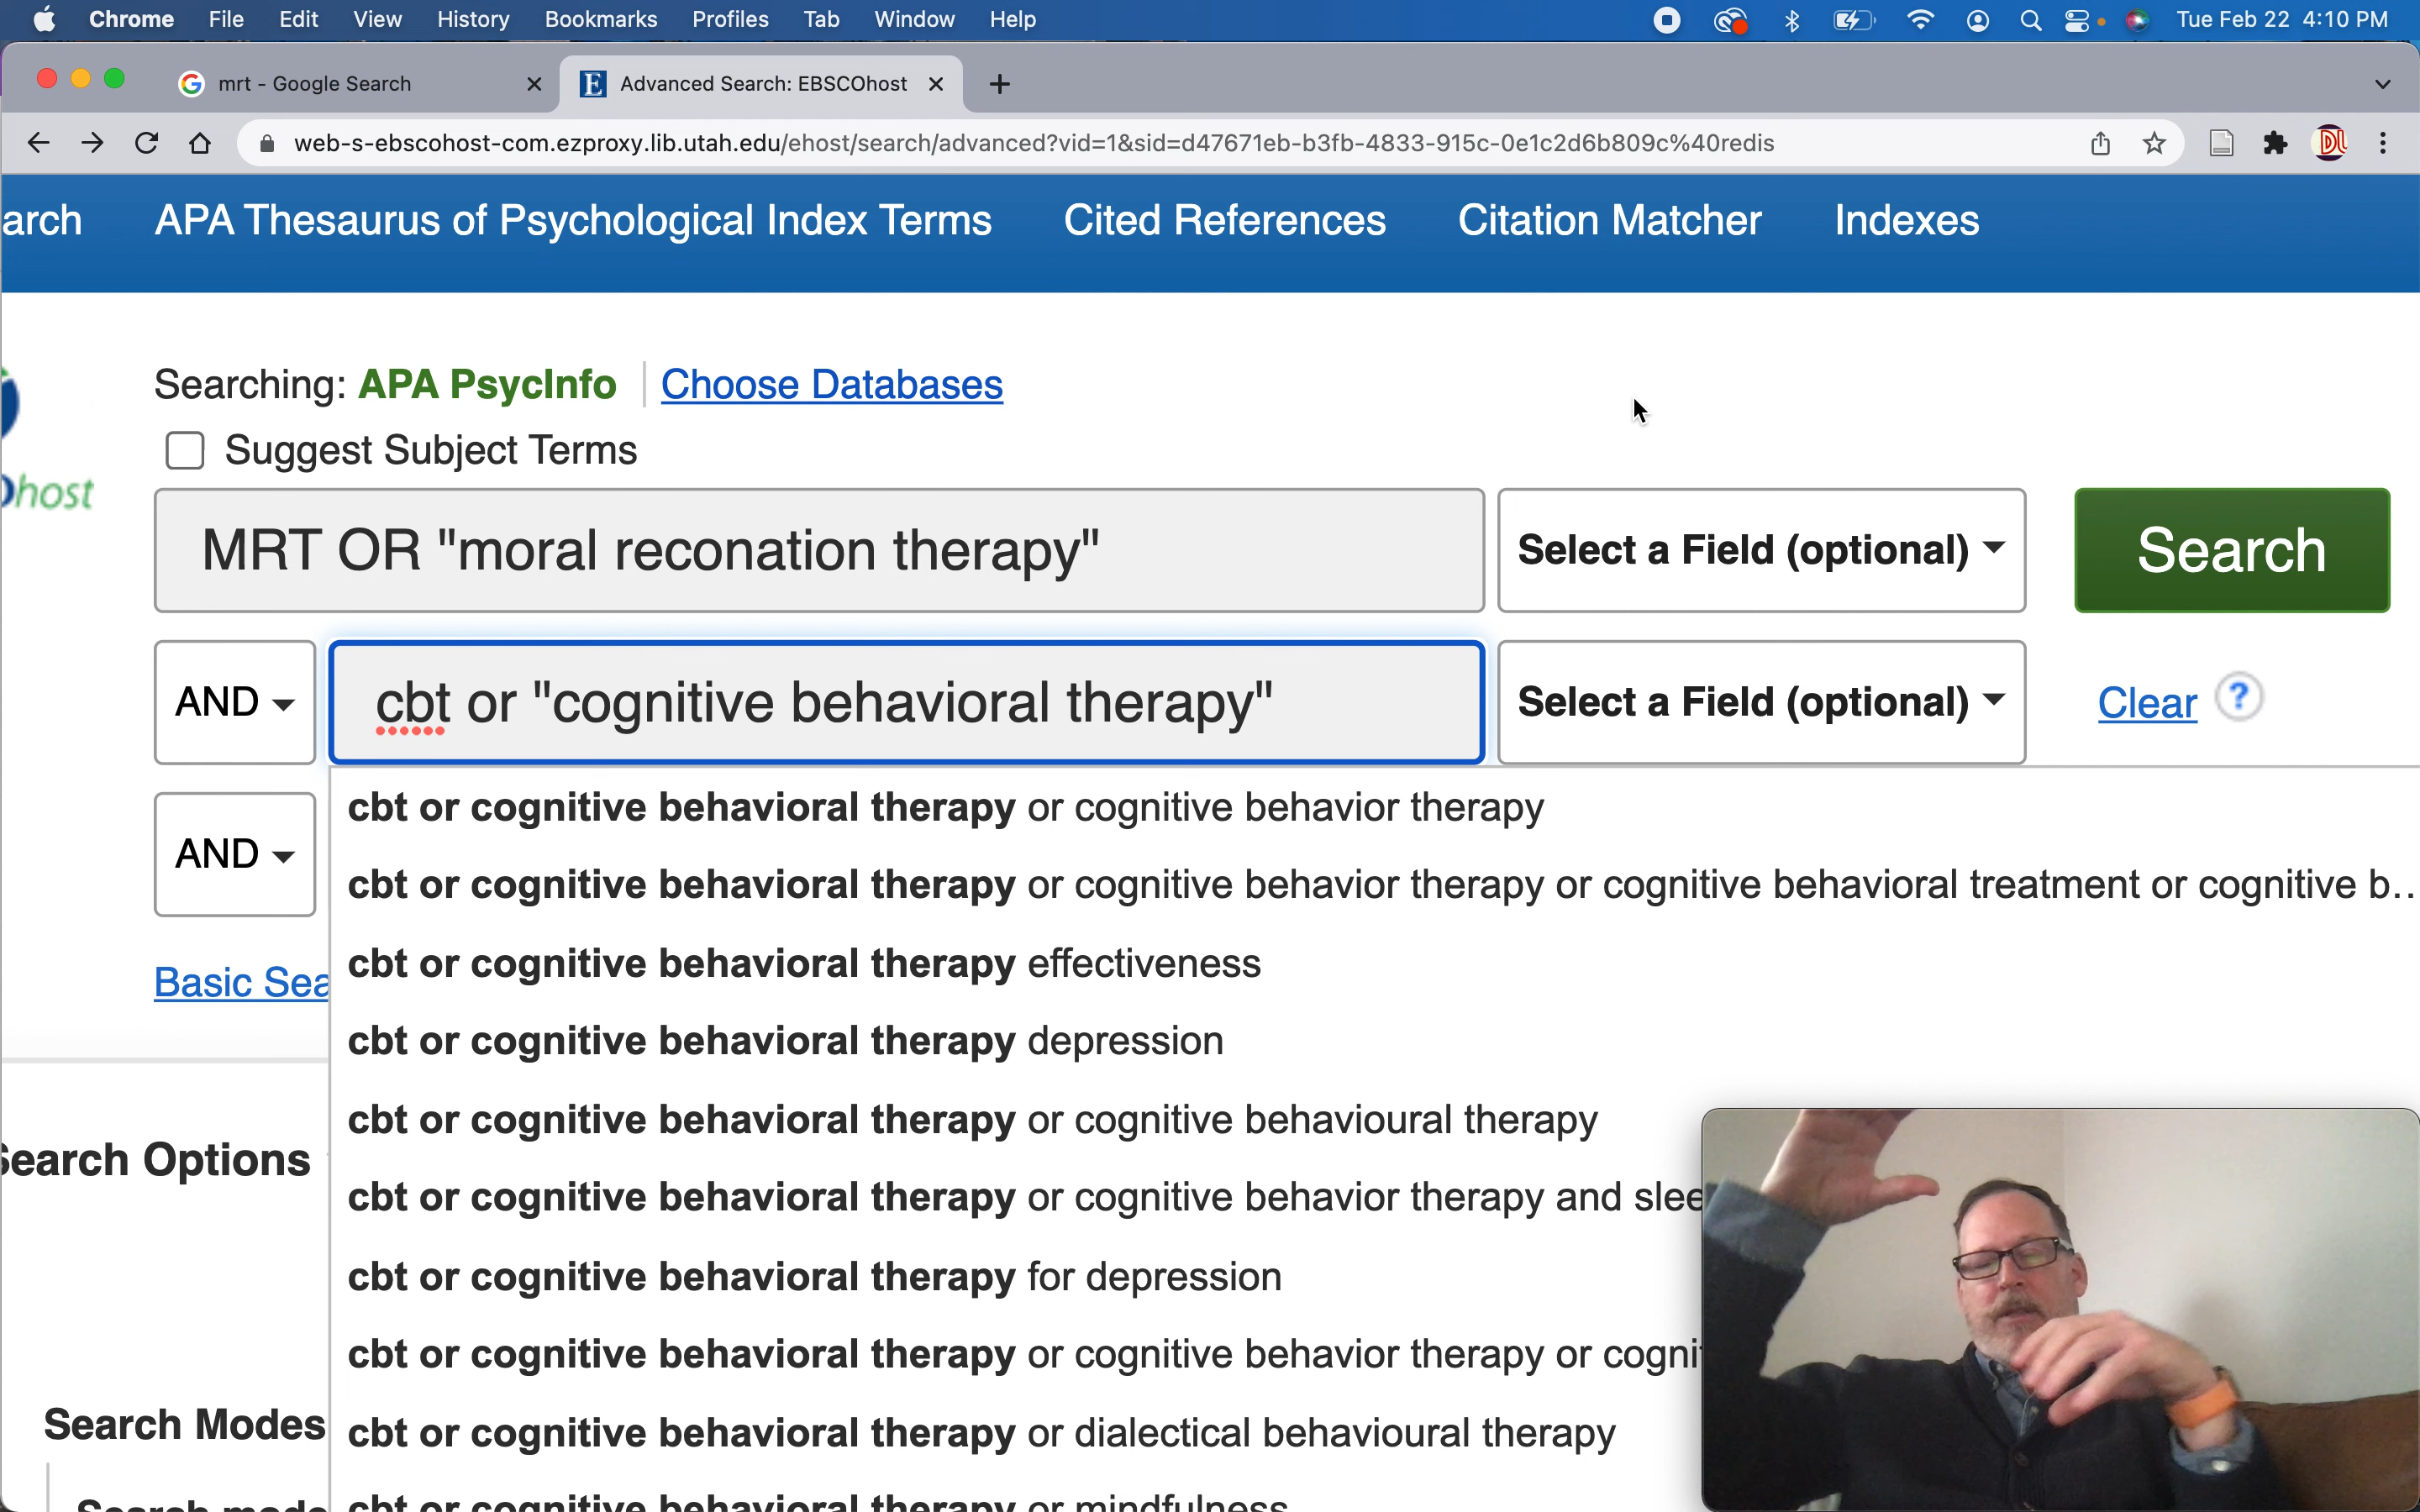 Chrome File Edit View History Bookmarks Profiles Tab Window Help Tue Feb 22 4:10 PM
mrt - Google Search Advanced Search: EBSCOhost
web-s-ebscohost-com.ezproxy.lib.utah.edu/ehost/search/advanced?vid=1&sid=d47671eb-b3fb-4833-915c-0e1c2d6b809c%40redis
arch APA Thesaurus of Psychological Index Terms Cited References Citation Matcher Indexes
Searching: APA PsycInfo Choose Databases
Suggest Subject Terms
host
MRT OR "moral reconation therapy" Select a Field (optional) Search
AND cbt or "cognitive behavioral therapy" Select a Field (optional) Clear ?
cbt or cognitive behavioral therapy or cognitive behavior therapy
AND
cbt or cognitive behavioral therapy or cognitive behavior therapy or cognitive behavioral treatment or cognitive b...
cbt or cognitive behavioral therapy effectiveness
Basic Sea
cbt or cognitive behavioral therapy depression
cbt or cognitive behavioral therapy or cognitive behavioural therapy
Search Options
cbt or cognitive behavioral therapy or cognitive behavior therapy and slee
cbt or cognitive behavioral therapy for depression
cbt or cognitive behavioral therapy or cognitive behavior therapy or cogni
Search Modes
cbt or cognitive behavioral therapy or dialectical behavioural therapy
cbt or cognitive behavioral therapy or mindfulness